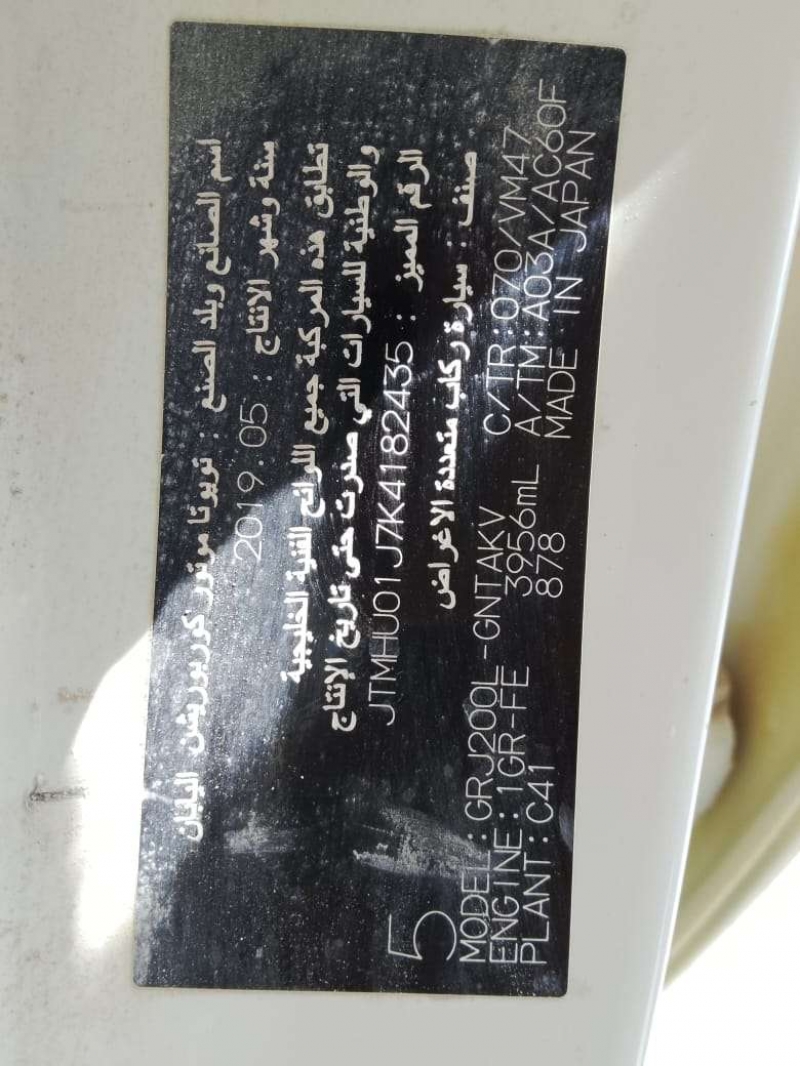 اسم الصانع وبلد الصنع : تويوتا موتور كوربوريشن اليابان
سنة وشهر الانتاج : 2019.05
تطابق هذه المركبة جميع اللوائح الفنية الخليجية
والوطنية للسيارات التي صدرت حتى تاريخ الإنتاج
الرقم المميز : JTMHU01J7K4182435
صنف : سيارة ركاب متعددة الاغراض
5
MODEL:GRJ200L-GNTAKV C/TR:070/VM47
ENGINE:1GR-FE 3956mL A/TM:A03A/AC60F
PLANT:C41 878 MADE IN JAPAN